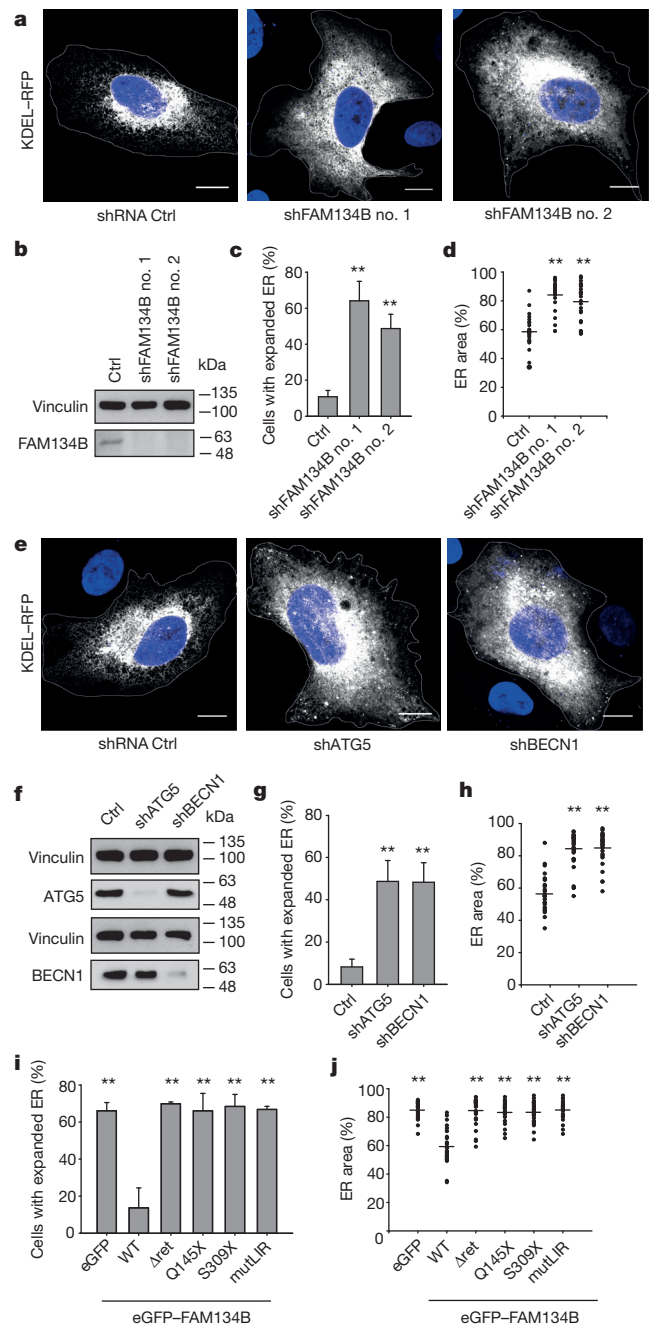 a
KDEL–RFP
shRNA Ctrl
shFAM134B no. 1
shFAM134B no. 2
b
Ctrl
shFAM134B no. 1
shFAM134B no. 2
kDa
Vinculin
135
100
FAM134B
63
48
c
Cells with expanded ER (%)
80
60
40
20
0
**
**
Ctrl
shFAM134B no. 1
shFAM134B no. 2
d
ER area (%)
100
80
60
40
20
0
**
**
Ctrl
shFAM134B no. 1
shFAM134B no. 2
e
KDEL–RFP
shRNA Ctrl
shATG5
shBECN1
f
Ctrl
shATG5
shBECN1
kDa
Vinculin
135
100
ATG5
63
48
Vinculin
135
100
BECN1
63
48
g
Cells with expanded ER (%)
80
60
40
20
0
**
**
Ctrl
shATG5
shBECN1
h
ER area (%)
100
80
60
40
20
0
**
**
Ctrl
shATG5
shBECN1
i
Cells with expanded ER (%)
80
60
40
20
0
**
**
**
**
**
eGFP
WT
Δret
Q145X
S309X
mutLIR
eGFP–FAM134B
j
ER area (%)
100
80
60
40
20
0
**
**
**
**
**
eGFP
WT
Δret
Q145X
S309X
mutLIR
eGFP–FAM134B